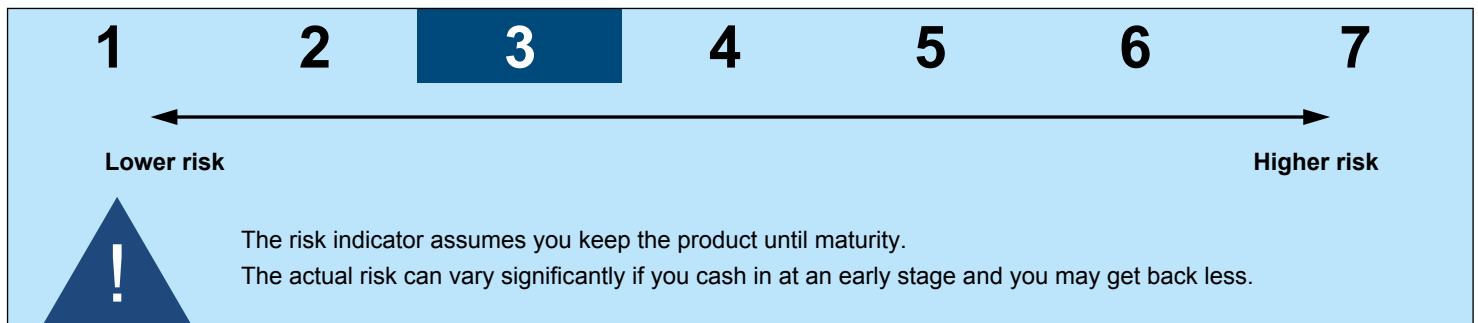 1 2 3 4 5 6 7
Lower risk Higher risk
!
The risk indicator assumes you keep the product until maturity.
The actual risk can vary significantly if you cash in at an early stage and you may get back less.